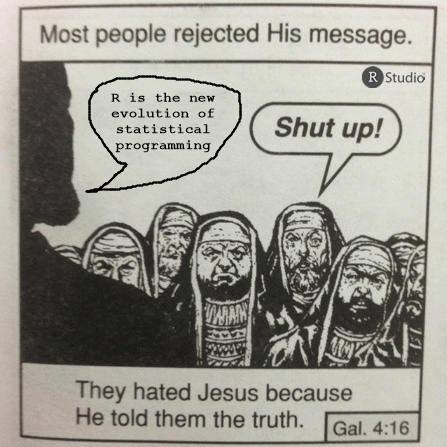 Most people rejected His message.
R Studio
R is the new
evolution of
statistical
programming
Shut up!
They hated Jesus because
He told them the truth.
Gal. 4:16